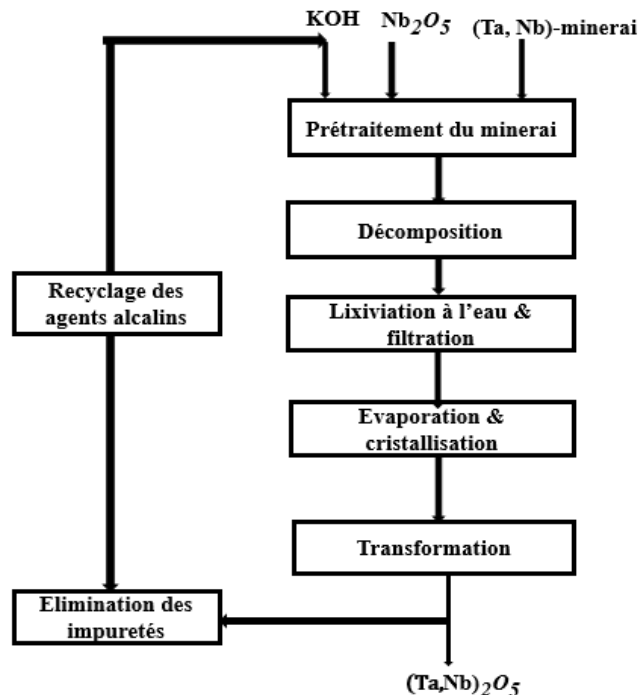 KOH Nb2O5 (Ta, Nb)-minerai
Prétraitement du minerai
Décomposition
Recyclage des
agents alcalins
Lixiviation à l'eau &
filtration
Evaporation &
cristallisation
Transformation
Elimination des
impuretés
(Ta,Nb)2O5